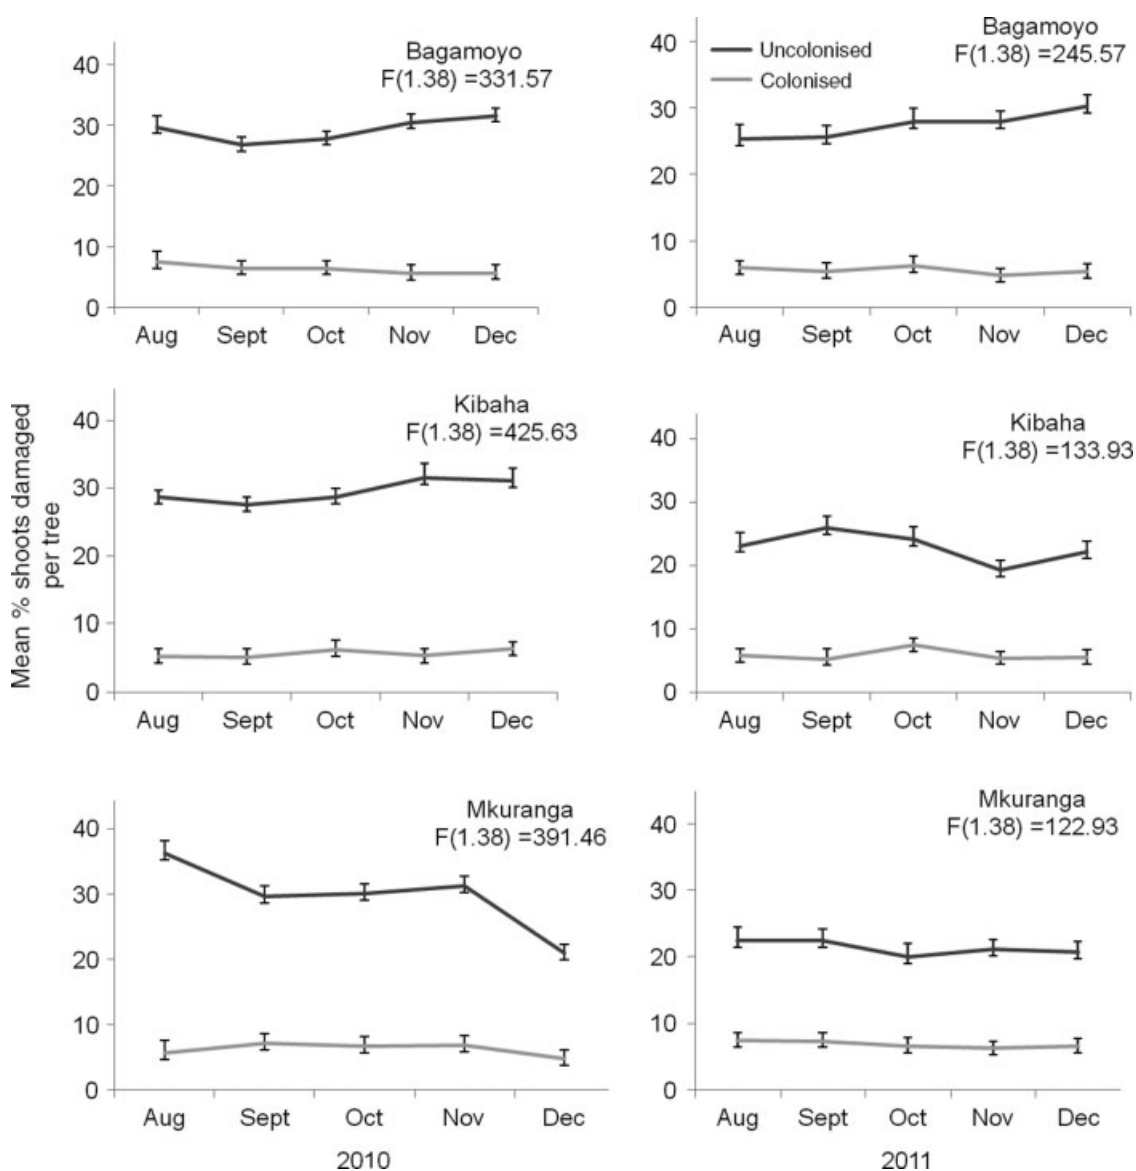 Bagamoyo
F(1.38) =331.57
40
30
20
10
0
Aug Sept Oct Nov Dec
Bagamoyo
F(1.38) =245.57
Uncolonised
Colonised
40
30
20
10
0
Aug Sept Oct Nov Dec
Mean % shoots damaged
per tree
Kibaha
F(1.38) =425.63
40
30
20
10
0
Aug Sept Oct Nov Dec
Kibaha
F(1.38) =133.93
40
30
20
10
0
Aug Sept Oct Nov Dec
Mkuranga
F(1.38) =391.46
40
30
20
10
0
Aug Sept Oct Nov Dec
2010
Mkuranga
F(1.38) =122.93
40
30
20
10
0
Aug Sept Oct Nov Dec
2011